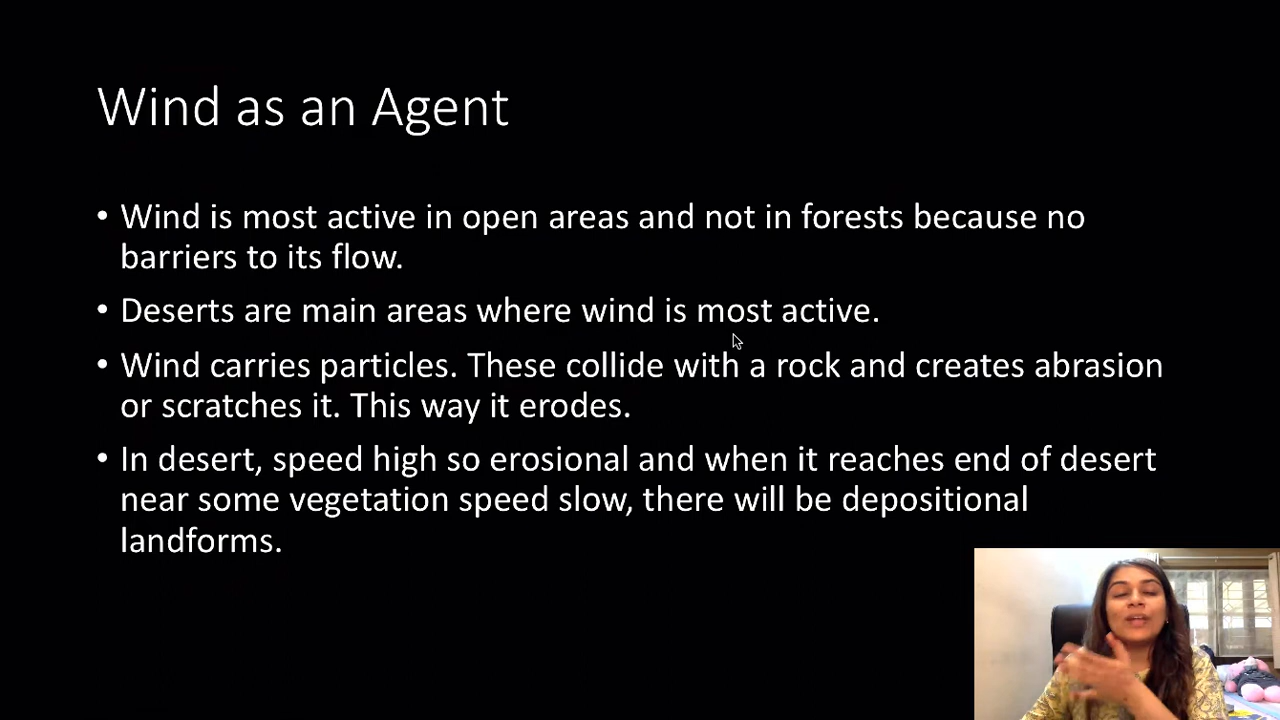 Wind as an Agent
• Wind is most active in open areas and not in forests because no
barriers to its flow.
• Deserts are main areas where wind is most active.
• Wind carries particles. These collide with a rock and creates abrasion
or scratches it. This way it erodes.
• In desert, speed high so erosional and when it reaches end of desert
near some vegetation speed slow, there will be depositional
landforms.